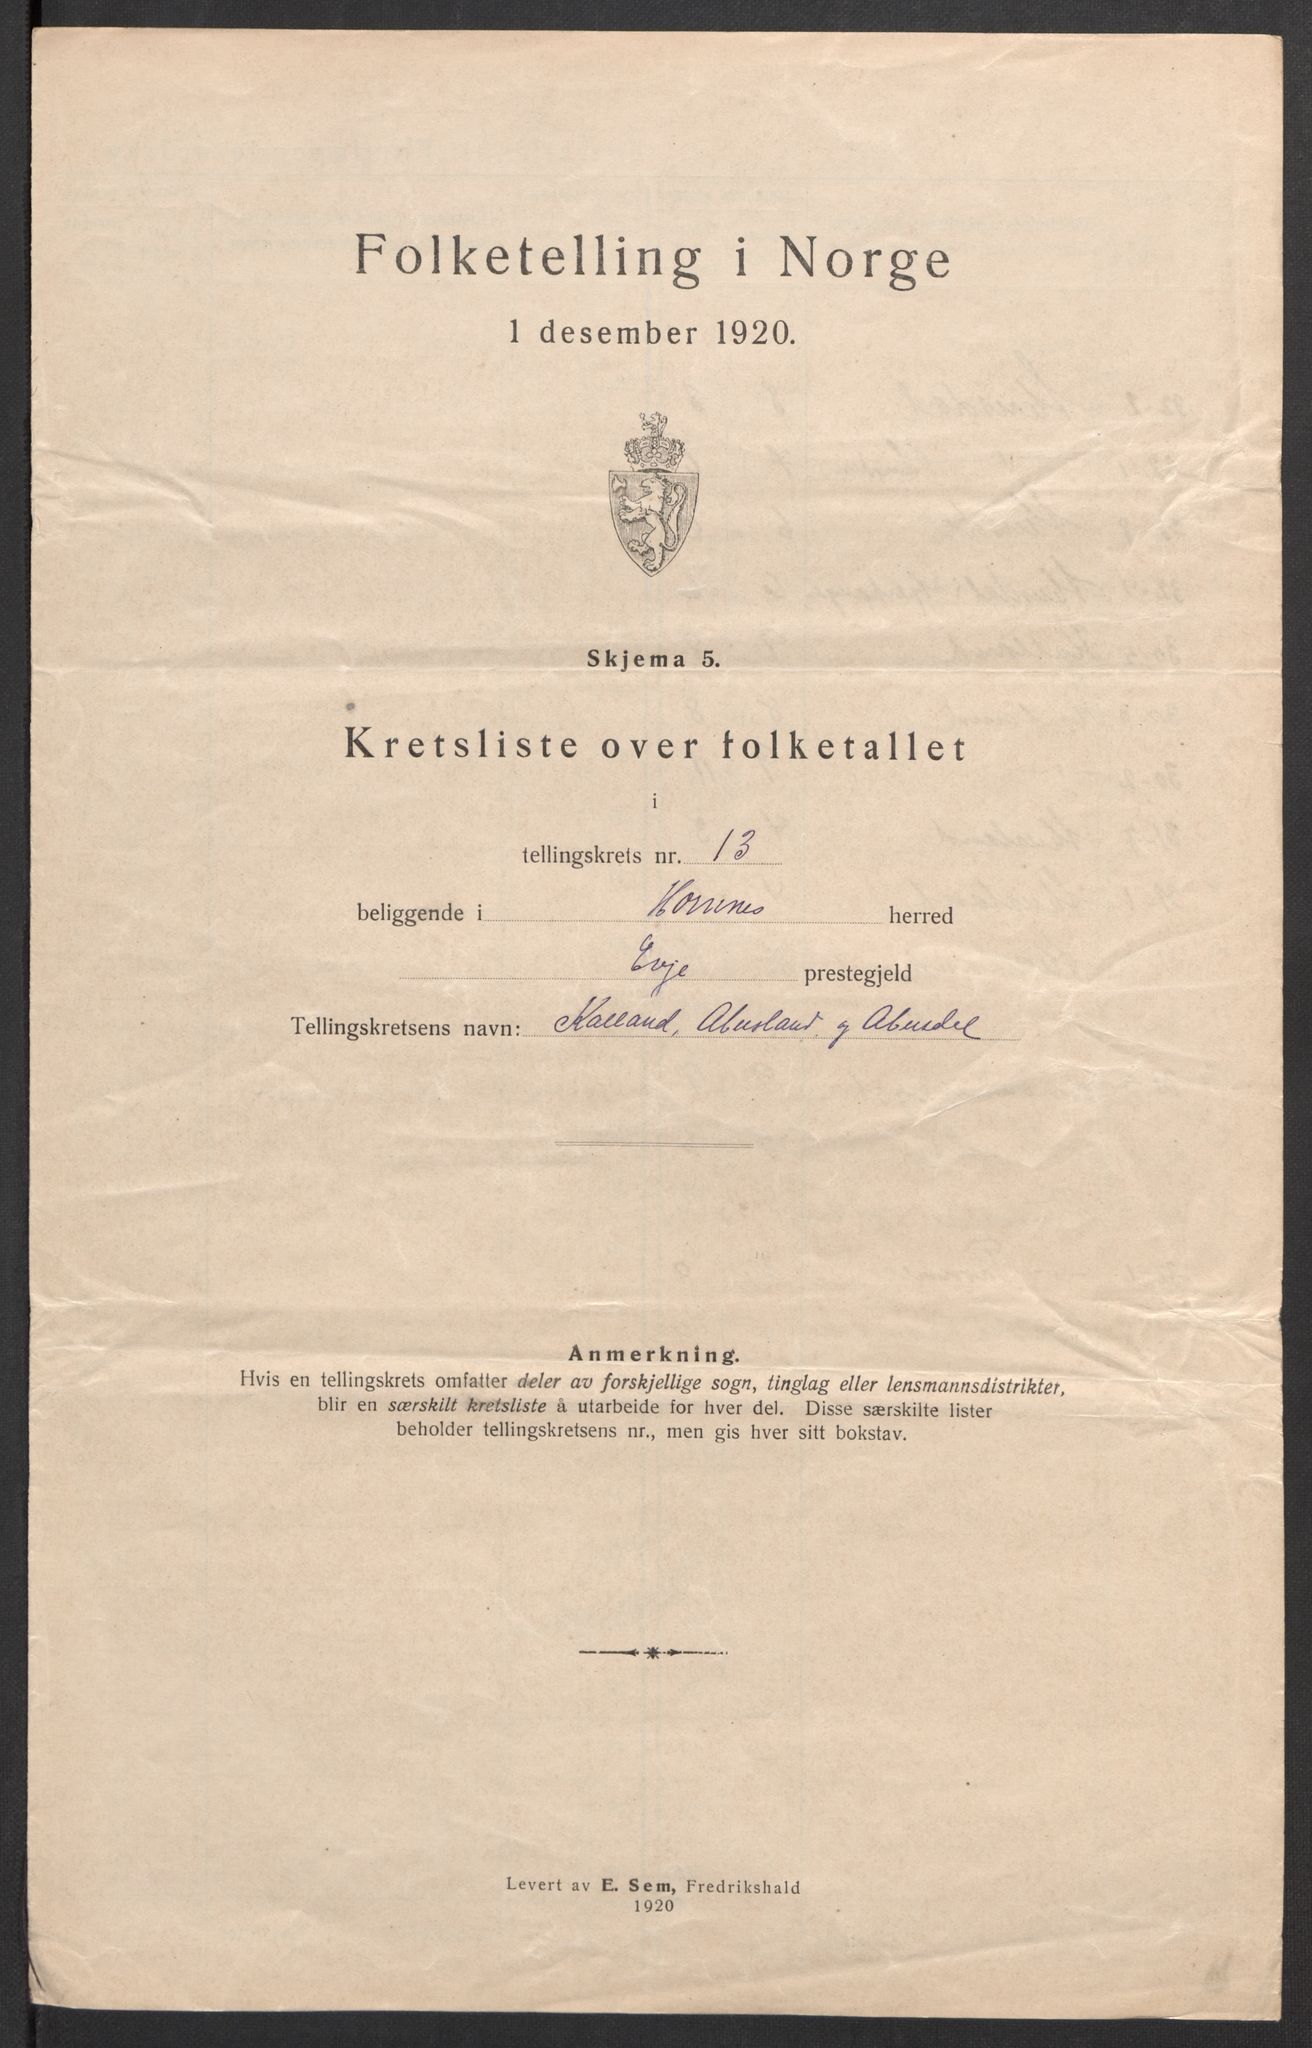 Folketelling i Norge
1 desember 1920.
Skjema 5.
Kretsliste over folketallet
i
tellingskrets nr. 13
beliggende i Hornnes herred
Evje prestegjeld
Tellingskretsens navn: Kalland, Abusland, og Abusdal
Anmerkning.
Hvis en tellingskrets omfatter deler av forskjellige sogn, tinglag eller lensmannsdistrikter,
blir en særskilt kretsliste å utarbeide for hver del. Disse særskilte lister
beholder tellingskretsens nr., men gis hver sitt bokstav.
Levert av E. Sem, Fredrikshald
1920